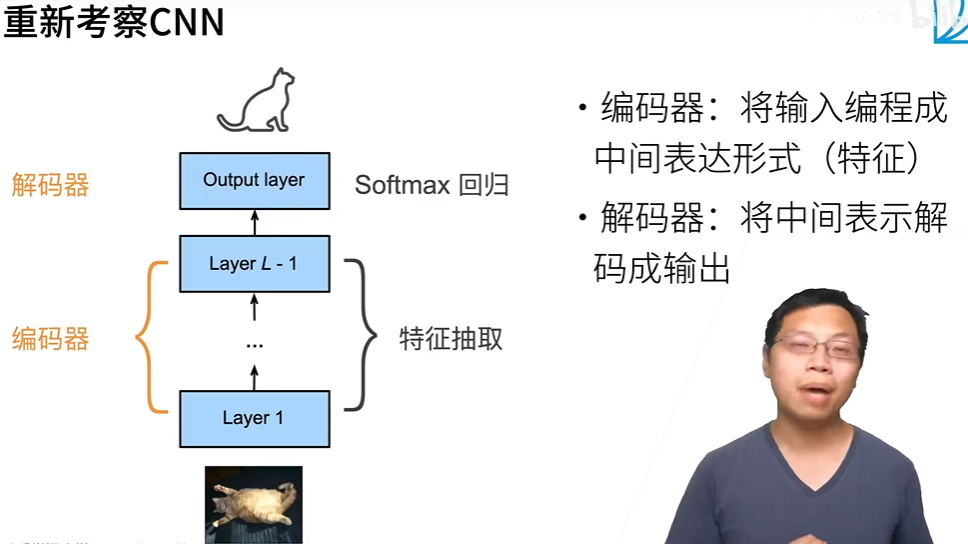 重新考察CNN
解码器
Output layer
Softmax 回归
Layer L - 1
编码器
...
特征抽取
Layer 1
• 编码器：将输入编程成
中间表达形式（特征）
• 解码器：将中间表示解
码成输出